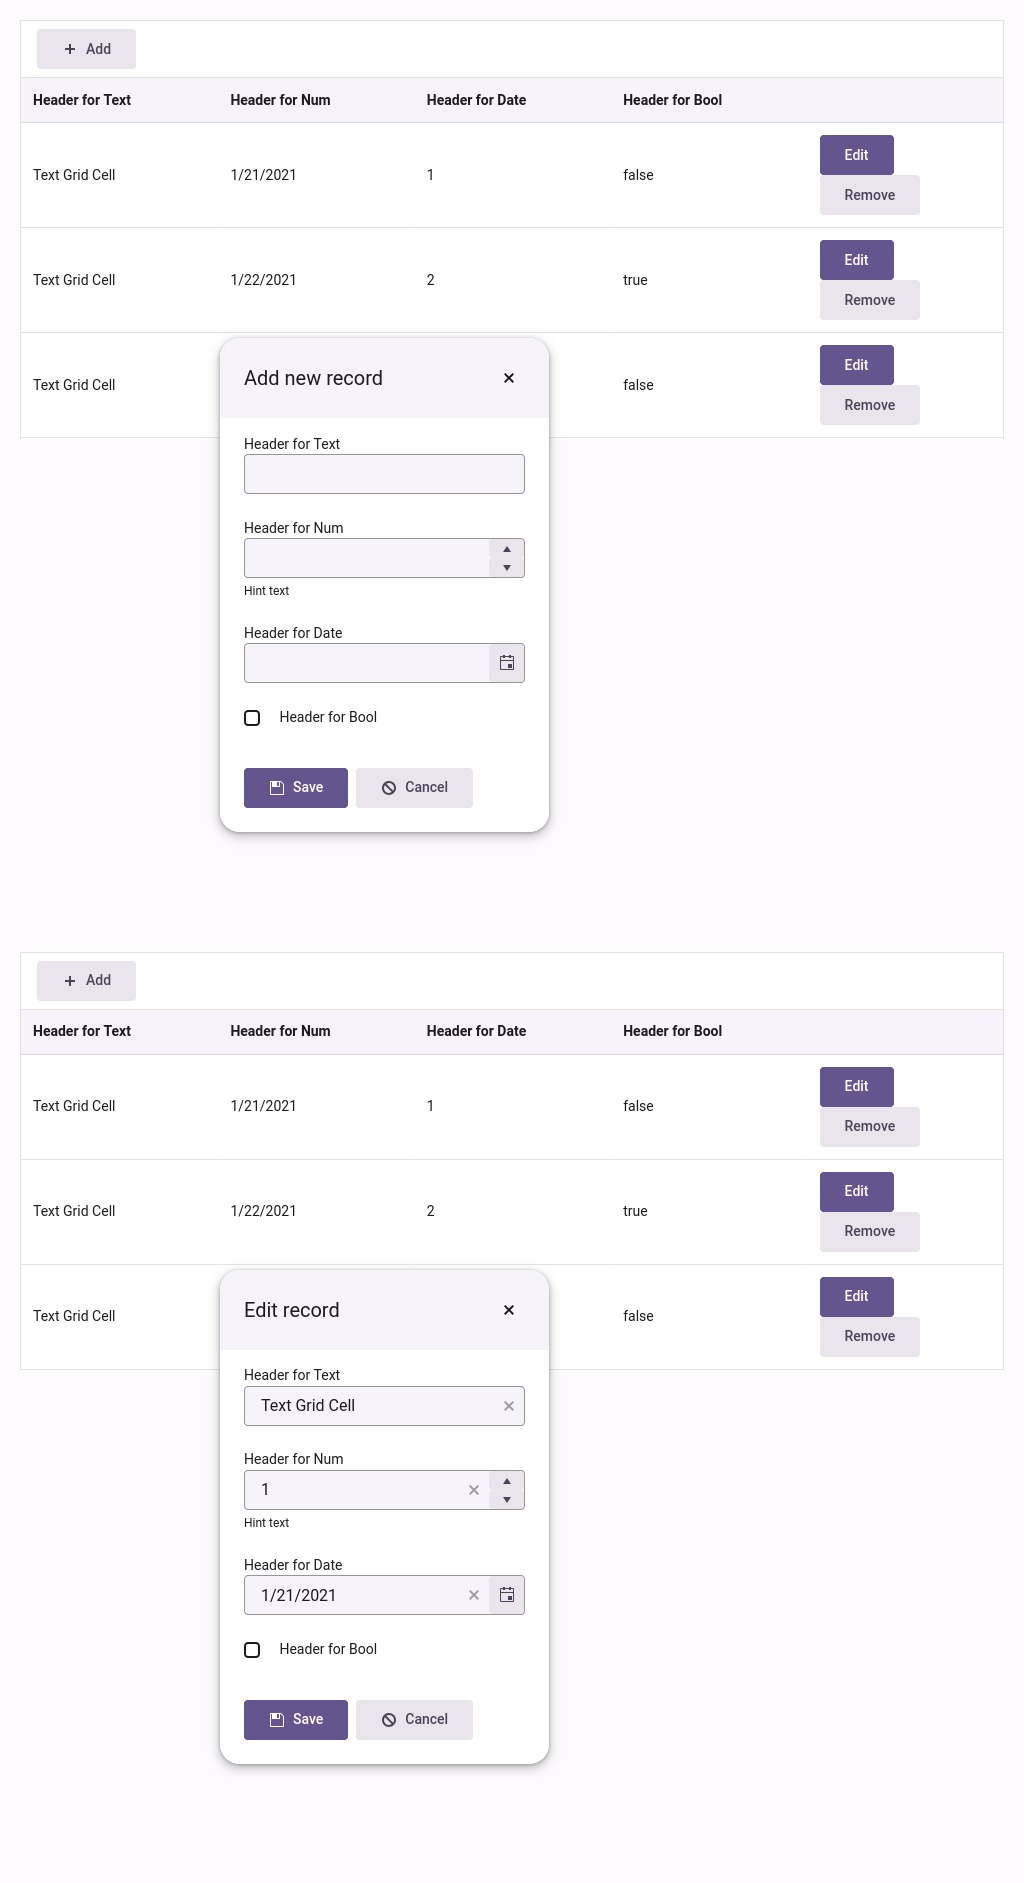 Add
Header for Text Header for Num Header for Date Header for Bool
Text Grid Cell 1/21/2021 1 false Edit
Remove
Text Grid Cell 1/22/2021 2 true Edit
Remove
Text Grid Cell false Edit
Remove
Add new record
Header for Text
Header for Num
Hint text
Header for Date
Header for Bool
Save Cancel
Add
Header for Text Header for Num Header for Date Header for Bool
Text Grid Cell 1/21/2021 1 false Edit
Remove
Text Grid Cell 1/22/2021 2 true Edit
Remove
Text Grid Cell false Edit
Remove
Edit record
Header for Text
Text Grid Cell
Header for Num
1
Hint text
Header for Date
1/21/2021
Header for Bool
Save Cancel